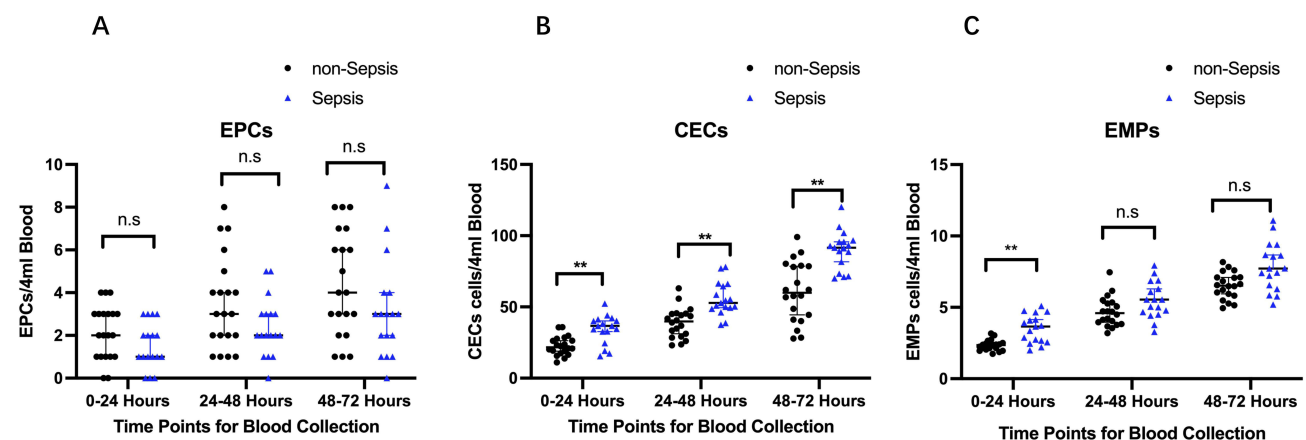 A
non-Sepsis
Sepsis
EPCs
EPCs/4ml Blood
10
8
6
4
2
0
n.s
n.s
n.s
0-24 Hours
24-48 Hours
48-72 Hours
Time Points for Blood Collection
B
non-Sepsis
Sepsis
CECs
CECs cells/4ml Blood
150
100
50
0
**
**
**
0-24 Hours
24-48 Hours
48-72 Hours
Time Points for Blood Collection
C
non-Sepsis
Sepsis
EMPs
EMPs cells/4ml Blood
15
10
5
0
**
n.s
n.s
0-24 Hours
24-48 Hours
48-72 Hours
Time Points for Blood Collection